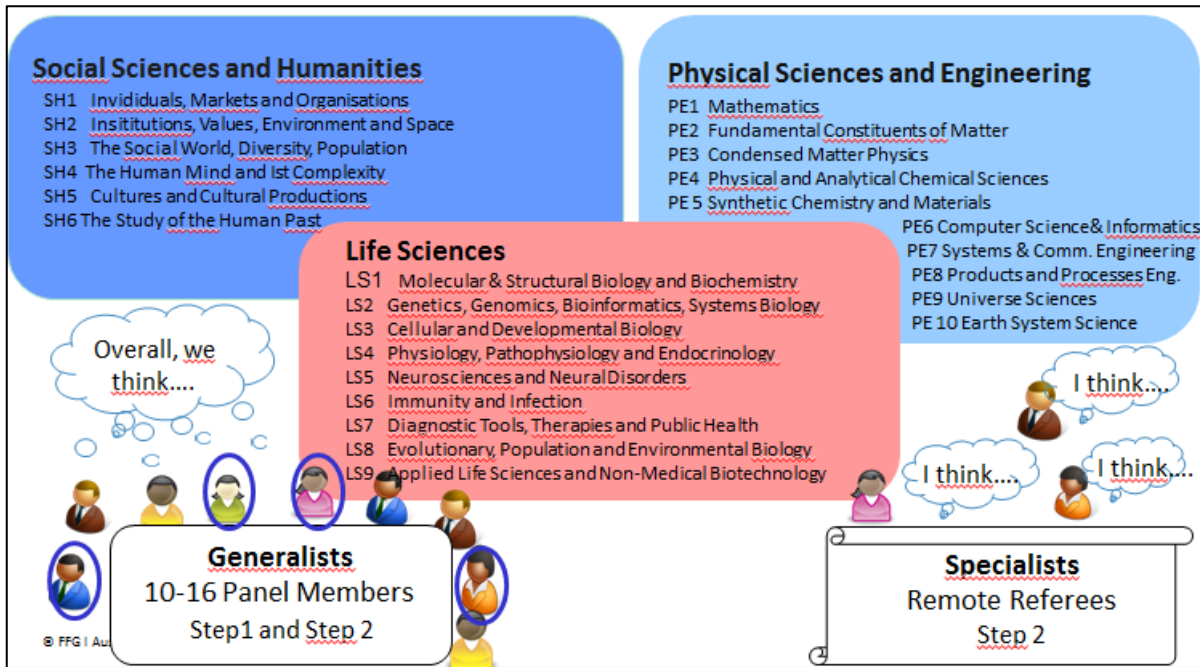 Social Sciences and Humanities
SH1 Invididuals, Markets and Organisations
SH2 Insititutions, Values, Environment and Space
SH3 The Social World, Diversity, Population
SH4 The Human Mind and Ist Complexity
SH5 Cultures and Cultural Productions
SH6 The Study of the Human Past
Physical Sciences and Engineering
PE1 Mathematics
PE2 Fundamental Constituents of Matter
PE3 Condensed Matter Physics
PE4 Physical and Analytical Chemical Sciences
PE 5 Synthetic Chemistry and Materials
PE6 Computer Science& Informatics
PE7 Systems & Comm. Engineering
PE8 Products and Processes Eng.
PE9 Universe Sciences
PE 10 Earth System Science
Life Sciences
LS1 Molecular & Structural Biology and Biochemistry
LS2 Genetics, Genomics, Bioinformatics, Systems Biology
LS3 Cellular and Developmental Biology
LS4 Physiology, Pathophysiology and Endocrinology
LS5 Neurosciences and Neural Disorders
LS6 Immunity and Infection
LS7 Diagnostic Tools, Therapies and Public Health
LS8 Evolutionary, Population and Environmental Biology
LS9 Applied Life Sciences and Non-Medical Biotechnology
Overall, we
think....
I think....
I think....
I think....
Generalists
10-16 Panel Members
Step1 and Step 2
Specialists
Remote Referees
Step 2
© FFG I